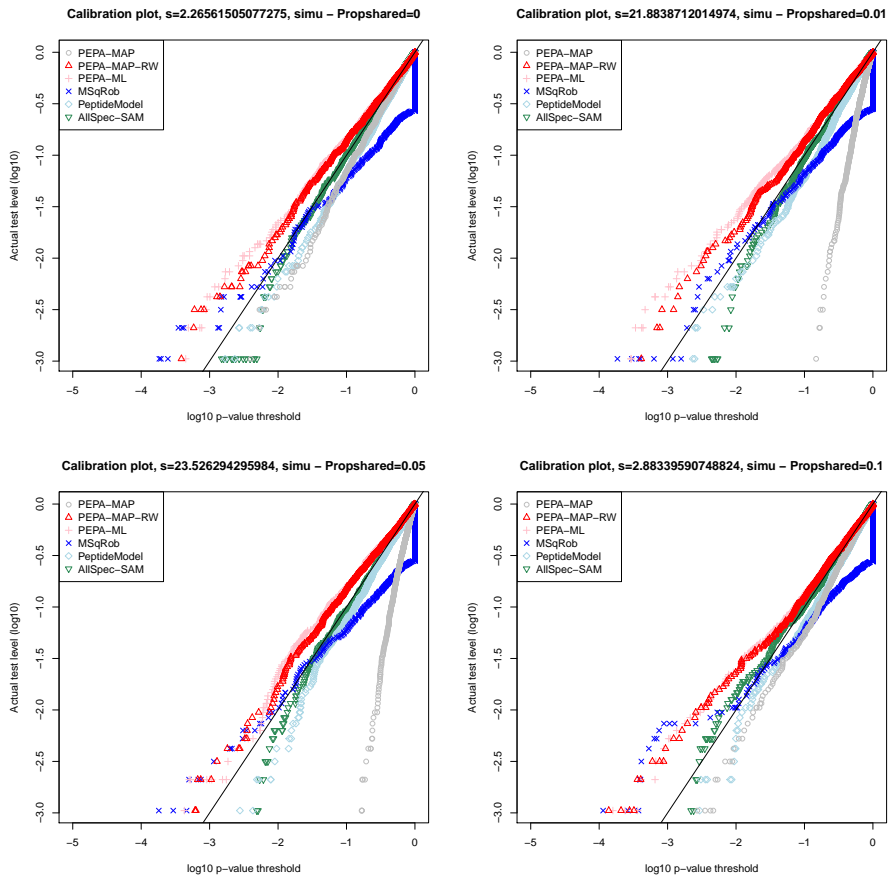 Calibration plot, s=2.26561505077275, simu − Propshared=0
PEPA−MAP
PEPA−MAP−RW
PEPA−ML
MSqRob
PeptideModel
AllSpec−SAM
Actual test level (log10)
0.0
−0.5
−1.0
−1.5
−2.0
−2.5
−3.0
−5
−4
−3
−2
−1
0
log10 p−value threshold
Calibration plot, s=21.8838712014974, simu − Propshared=0.01
PEPA−MAP
PEPA−MAP−RW
PEPA−ML
MSqRob
PeptideModel
AllSpec−SAM
Actual test level (log10)
0.0
−0.5
−1.0
−1.5
−2.0
−2.5
−3.0
−5
−4
−3
−2
−1
0
log10 p−value threshold
Calibration plot, s=23.526294295984, simu − Propshared=0.05
PEPA−MAP
PEPA−MAP−RW
PEPA−ML
MSqRob
PeptideModel
AllSpec−SAM
Actual test level (log10)
0.0
−0.5
−1.0
−1.5
−2.0
−2.5
−3.0
−5
−4
−3
−2
−1
0
log10 p−value threshold
Calibration plot, s=2.88339590748824, simu − Propshared=0.1
PEPA−MAP
PEPA−MAP−RW
PEPA−ML
MSqRob
PeptideModel
AllSpec−SAM
Actual test level (log10)
0.0
−0.5
−1.0
−1.5
−2.0
−2.5
−3.0
−5
−4
−3
−2
−1
0
log10 p−value threshold